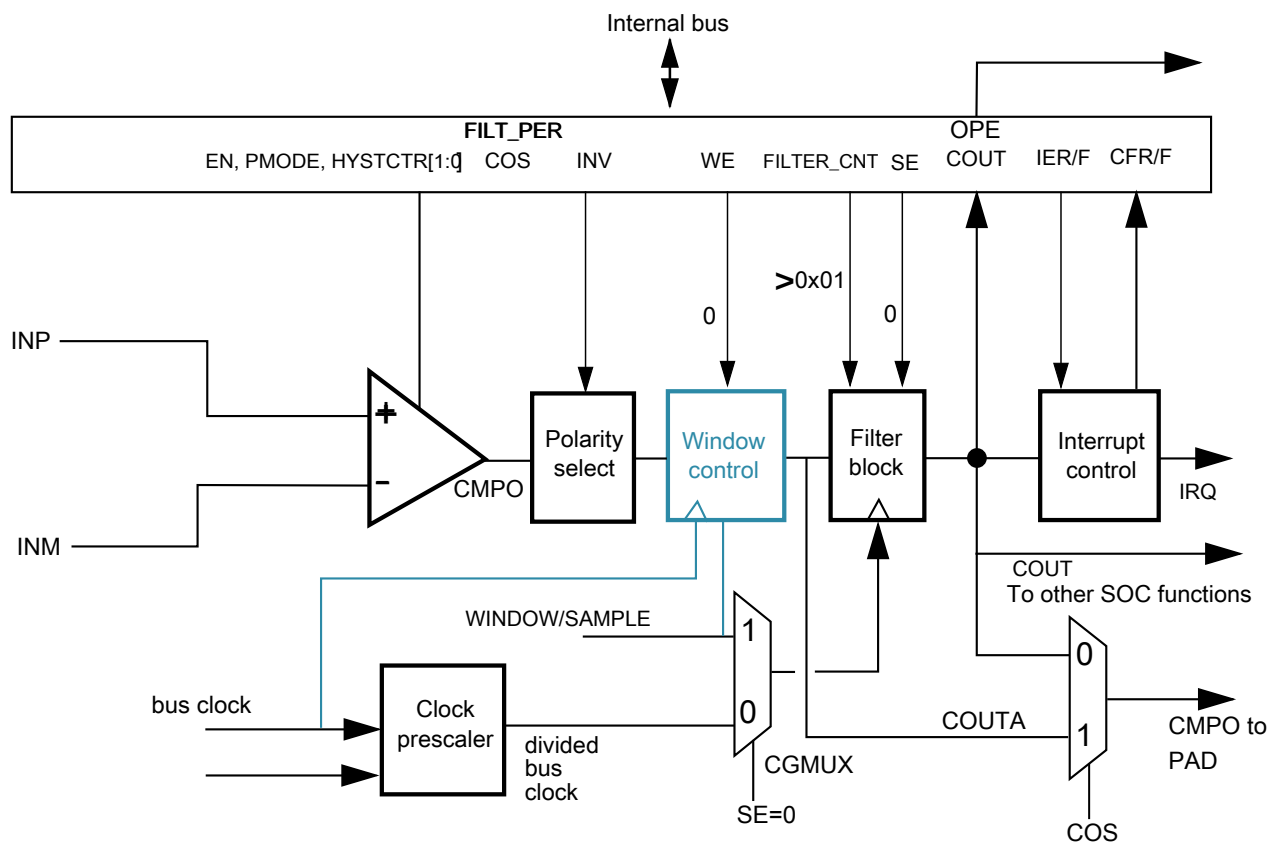 Internal bus
FILT_PER
OPE
EN, PMODE, HYSTCTR[1:0]
COS
INV
WE
FILTER_CNT
SE
COUT
IER/F
CFR/F
>0x01
0
0
INP
+
-
CMPO
Polarity
select
Window
control
Filter
block
Interrupt
control
IRQ
INM
COUT
To other SOC functions
WINDOW/SAMPLE
1
0
0
1
bus clock
Clock
prescaler
divided
bus
clock
CGMUX
SE=0
COUTA
CMPO to
PAD
COS